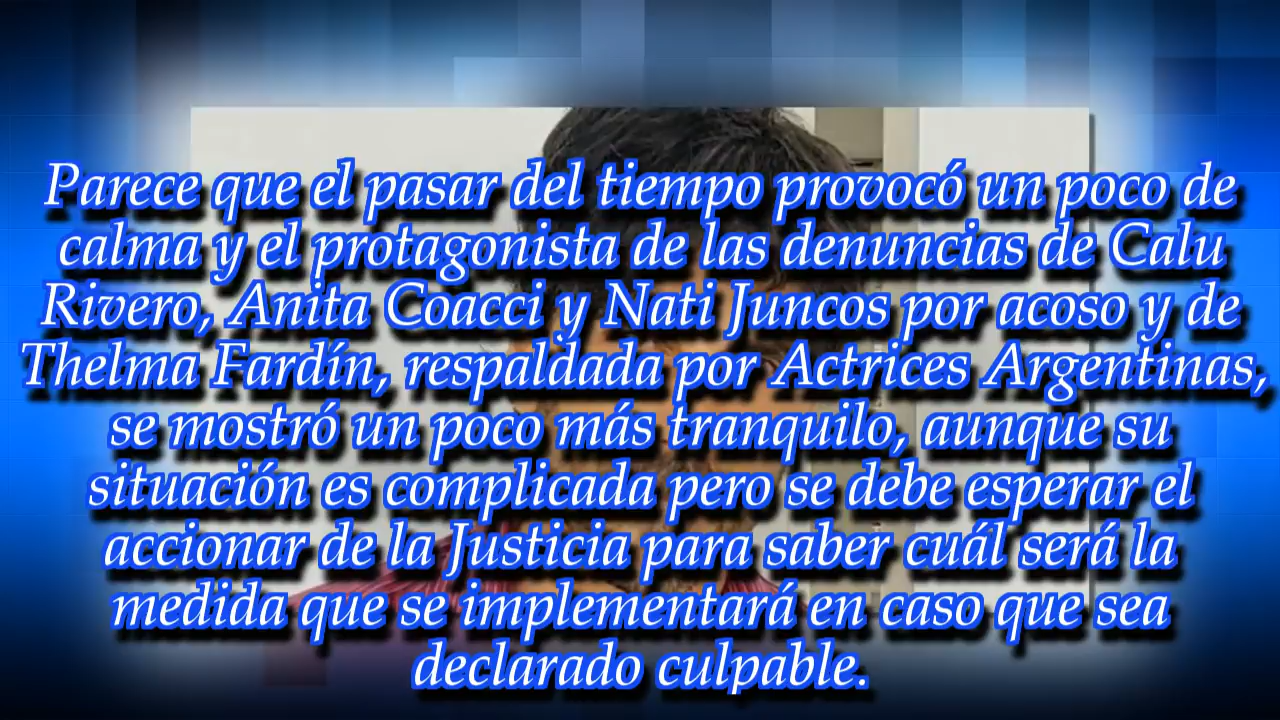 Parece que el pasar del tiempo provocó un poco de
calma y el protagonista de las denuncias de Calu
Rivero, Anita Coacci y Nati Juncos por acoso y de
Thelma Fardín, respaldada por Actrices Argentinas,
se mostró un poco más tranquilo, aunque su
situación es complicada pero se debe esperar el
accionar de la Justicia para saber cuál será la
medida que se implementará en caso que sea
declarado culpable.